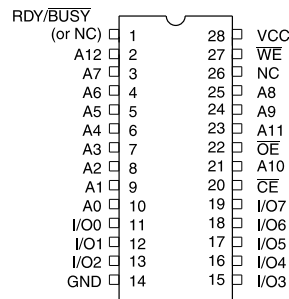 RDY/BUSY
(or NC) 1 28 VCC
A12 2 27 WE
A7 3 26 NC
A6 4 25 A8
A5 5 24 A9
A4 6 23 A11
A3 7 22 OE
A2 8 21 A10
A1 9 20 CE
A0 10 19 I/O7
I/O0 11 18 I/O6
I/O1 12 17 I/O5
I/O2 13 16 I/O4
GND 14 15 I/O3